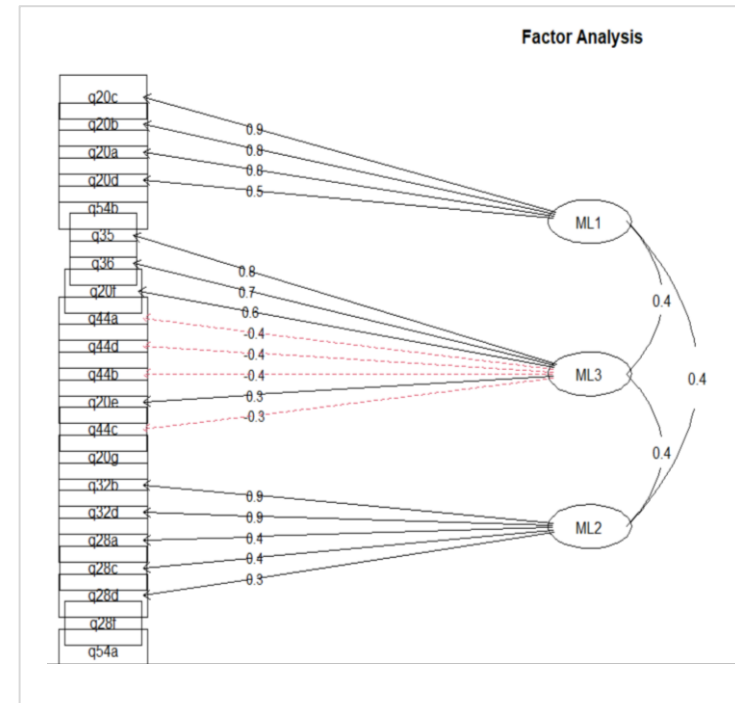 Factor Analysis
q20c
q20b
0.9
q20a
0.8
0.8
q20d
0.5
q54b
ML1
q35
q36
0.8
q20f
0.7
0.4
0.6
q44a
-0.4
q44d
-0.4
ML3
0.4
q44b
-0.4
q20e
0.3
q44c
-0.3
q20g
0.4
q32b
0.9
q32d
0.9
ML2
q28a
0.4
q28c
0.4
q28d
0.3
q28f
q54a